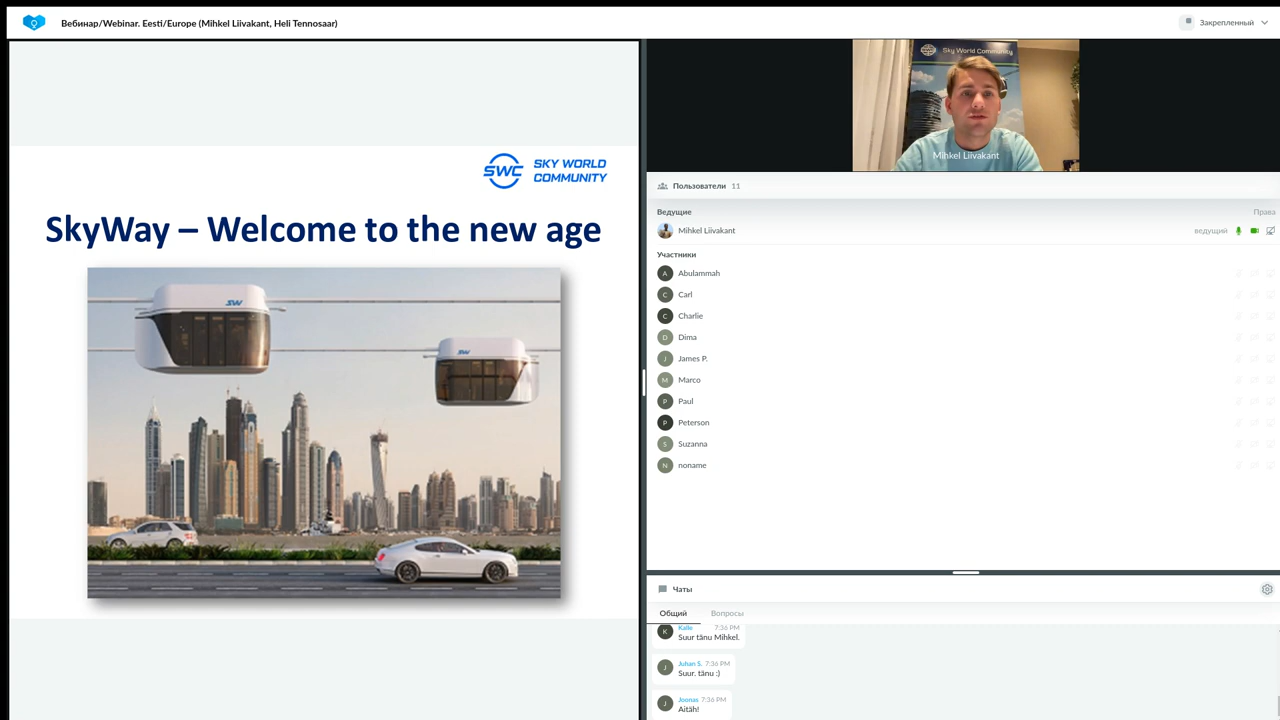 Вебинар/Webinar. Eesti/Europe (Mihkel Liivakant, Heli Tennosaar)
Закрепленный
SWC SKY WORLD
COMMUNITY
SkyWay – Welcome to the new age
SW
SW
Sky World Community
Mihkel Liivakant
Пользователи 11
Ведущие Права
Mihkel Liivakant ведущий
Участники
A Abulammah
C Carl
C Charlie
D Dima
J James P.
M Marco
P Paul
P Peterson
S Suzanna
N noname
Чаты
Общий Вопросы
K Kalle 7:36 PM
Suur tänu Mihkel.
J Juhan S. 7:36 PM
Suur. tänu :)
J Joonas 7:36 PM
Aitäh!